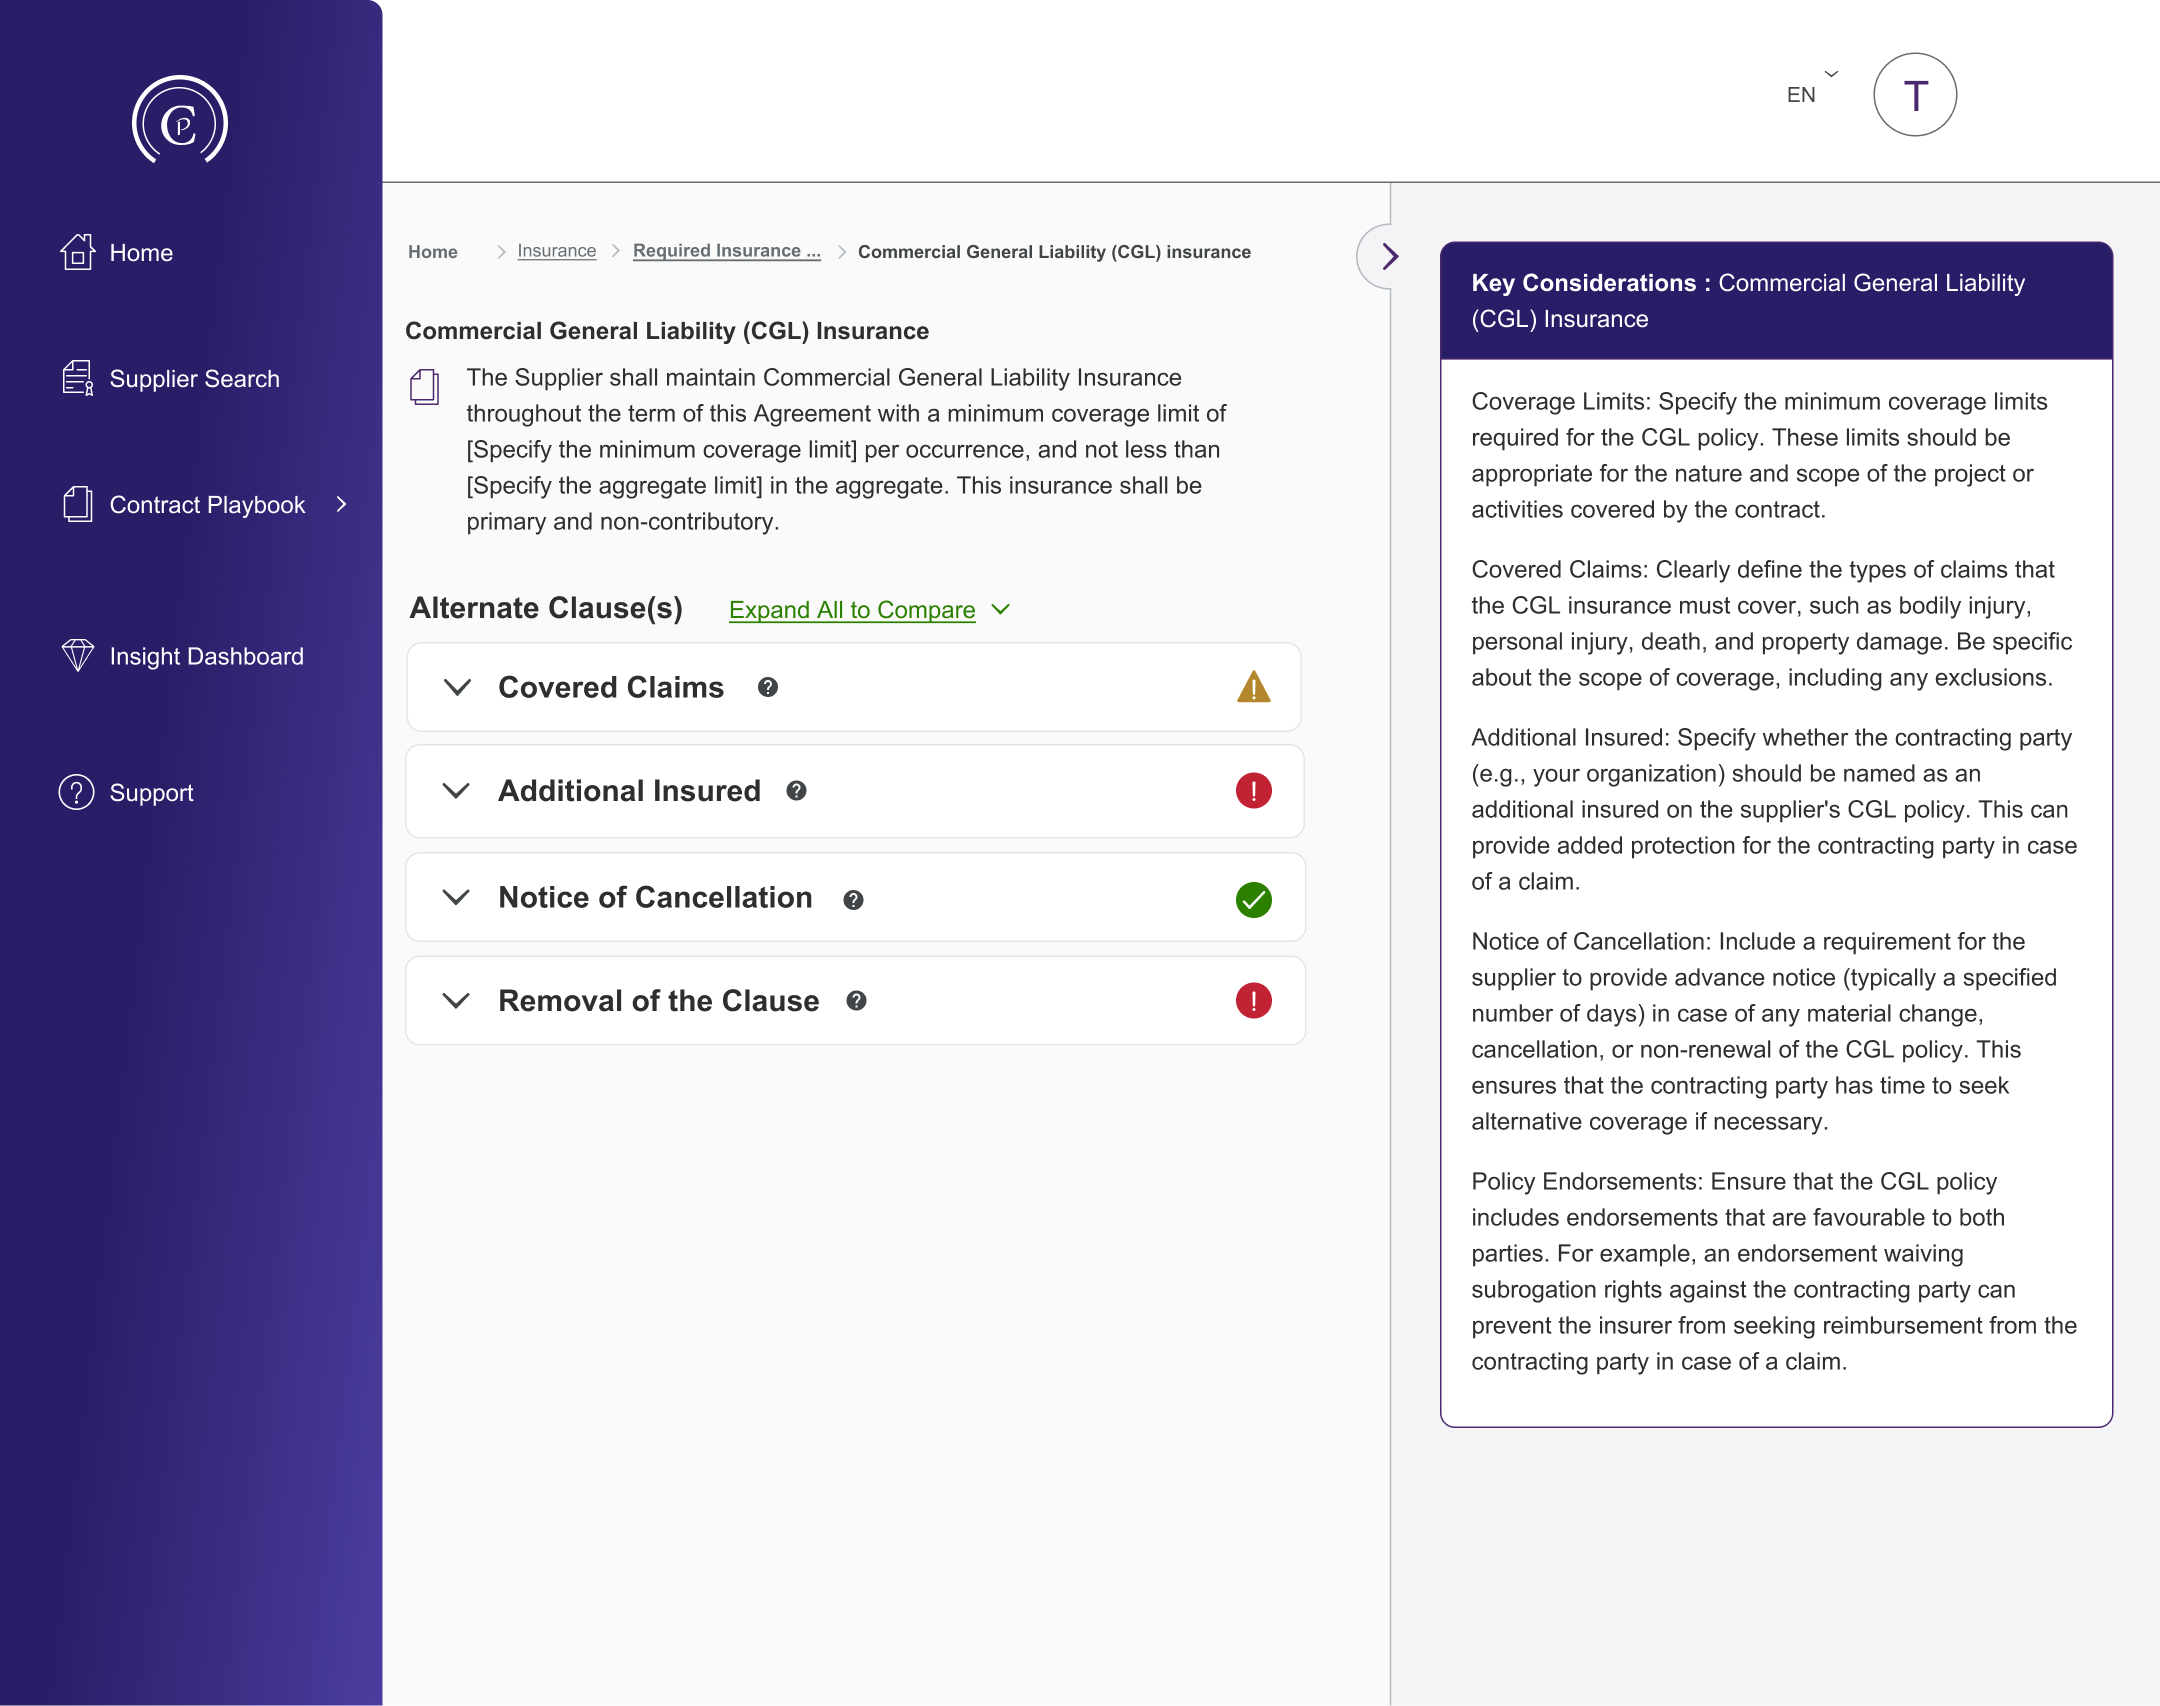 CP
Home
Supplier Search
Contract Playbook
Insight Dashboard
Support
EN
T
Home
Insurance
Required Insurance ...
Commercial General Liability (CGL) insurance
Commercial General Liability (CGL) Insurance
The Supplier shall maintain Commercial General Liability Insurance
throughout the term of this Agreement with a minimum coverage limit of
[Specify the minimum coverage limit] per occurrence, and not less than
[Specify the aggregate limit] in the aggregate. This insurance shall be
primary and non-contributory.
Alternate Clause(s)
Expand All to Compare
Covered Claims
Additional Insured
Notice of Cancellation
Removal of the Clause
Key Considerations : Commercial General Liability
(CGL) Insurance
Coverage Limits: Specify the minimum coverage limits
required for the CGL policy. These limits should be
appropriate for the nature and scope of the project or
activities covered by the contract.
Covered Claims: Clearly define the types of claims that
the CGL insurance must cover, such as bodily injury,
personal injury, death, and property damage. Be specific
about the scope of coverage, including any exclusions.
Additional Insured: Specify whether the contracting party
(e.g., your organization) should be named as an
additional insured on the supplier's CGL policy. This can
provide added protection for the contracting party in case
of a claim.
Notice of Cancellation: Include a requirement for the
supplier to provide advance notice (typically a specified
number of days) in case of any material change,
cancellation, or non-renewal of the CGL policy. This
ensures that the contracting party has time to seek
alternative coverage if necessary.
Policy Endorsements: Ensure that the CGL policy
includes endorsements that are favourable to both
parties. For example, an endorsement waiving
subrogation rights against the contracting party can
prevent the insurer from seeking reimbursement from the
contracting party in case of a claim.